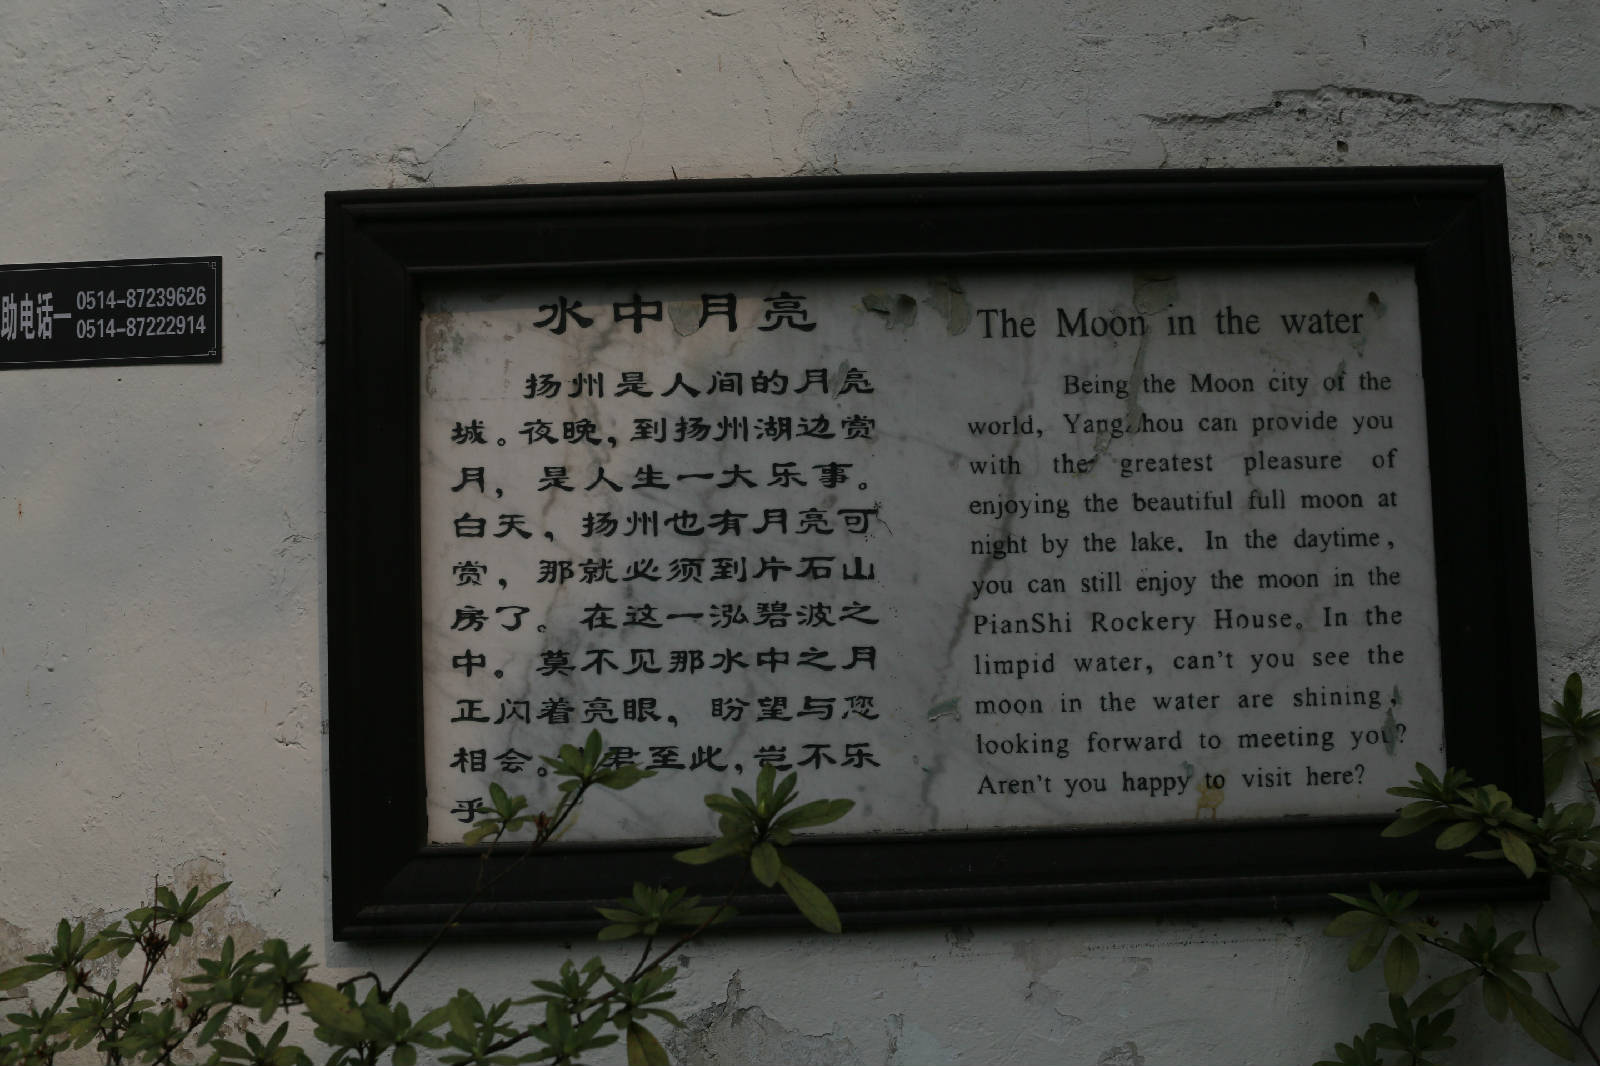 助电话 0514-87239626
0514-87222914
水中月亮
扬州是人间的月亮
城。夜晚,到扬州湖边赏
月,是人生一大乐事。
白天,扬州也有月亮可
赏,那就必须到片石山
房了。在这一泓碧波之
中。莫不见那水中之月
正闪着亮眼,盼望与您
相会。君至此,岂不乐
乎
The Moon in the water
Being the Moon city of the
world, Yangzhou can provide you
with the greatest pleasure of
enjoying the beautiful full moon at
night by the lake. In the daytime,
you can still enjoy the moon in the
PianShi Rockery House。In the
limpid water, can't you see the
moon in the water are shining,
looking forward to meeting you?
Aren't you happy to visit here?